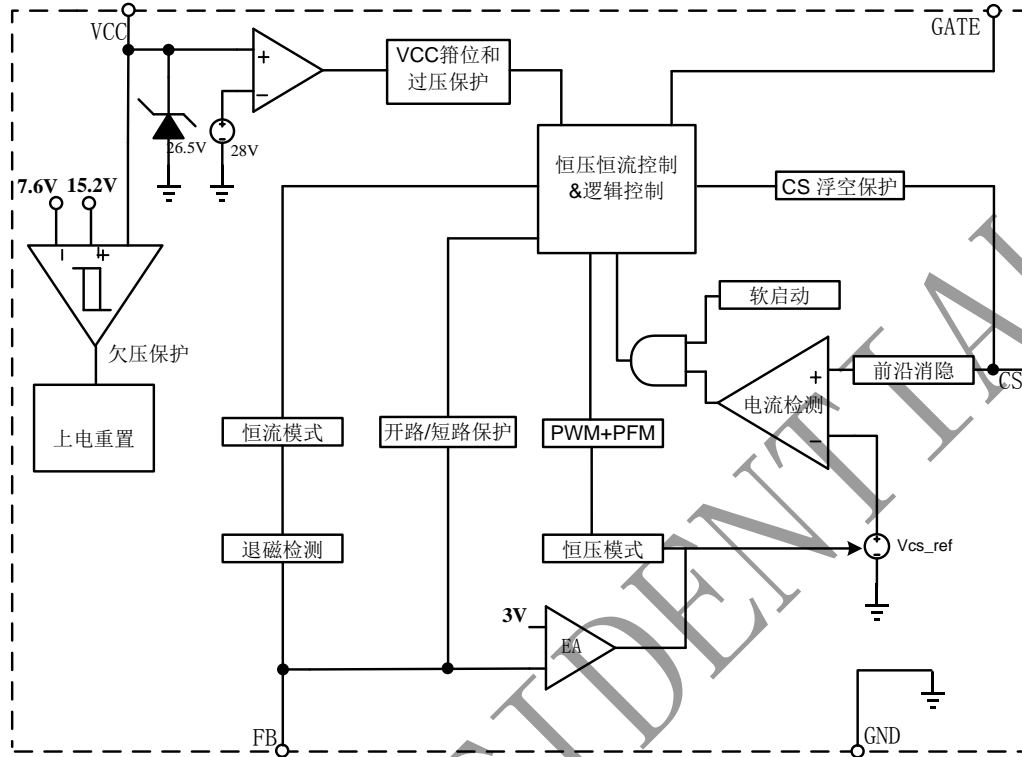 VCC
GATE
VCC箝位和
过压保护
26.5V
28V
恒压恒流控制
&逻辑控制
CS 浮空保护
7.6V
15.2V
软启动
欠压保护
前沿消隐
CS
电流检测
上电重置
恒流模式
开路/短路保护
PWM+PFM
退磁检测
恒压模式
Vcs_ref
3V
EA
FB
GND